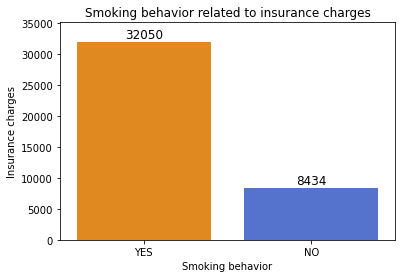 Smoking behavior related to insurance charges
35000
30000
25000
20000
15000
10000
5000
0
Insurance charges
32050
8434
YES
NO
Smoking behavior